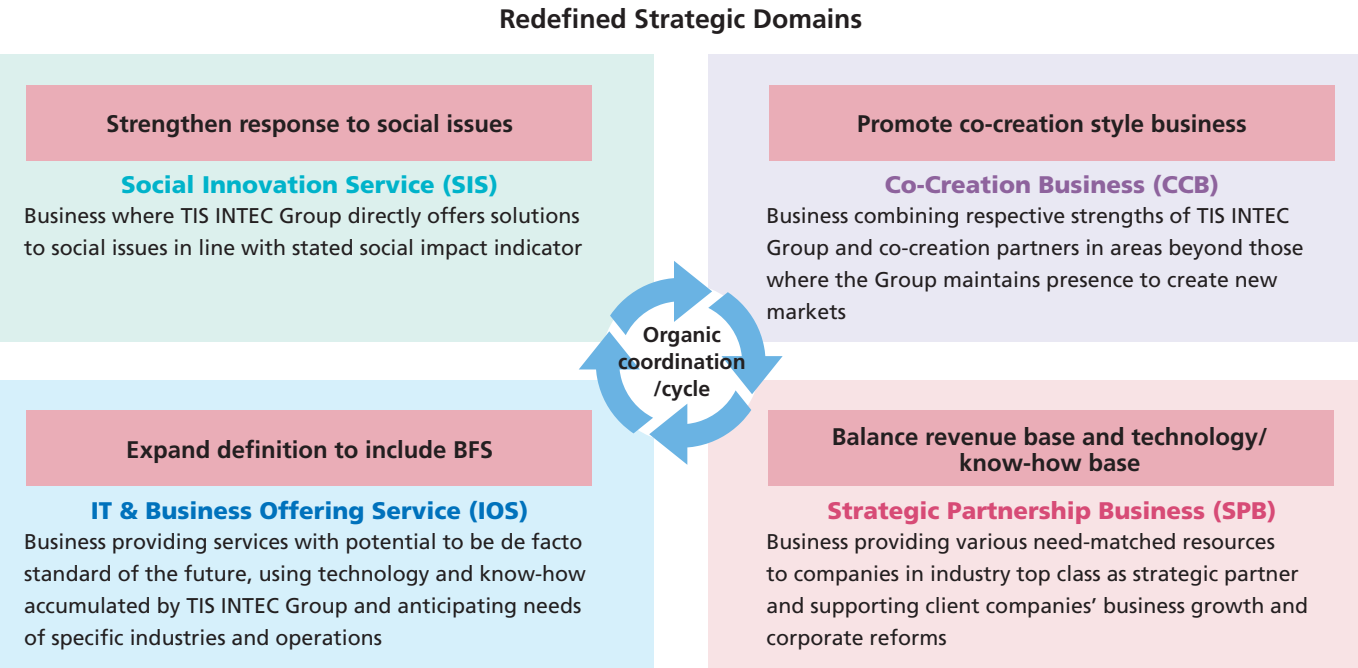 Redefined Strategic Domains
Strengthen response to social issues
Social Innovation Service (SIS)
Business where TIS INTEC Group directly offers solutions
to social issues in line with stated social impact indicator
Promote co-creation style business
Co-Creation Business (CCB)
Business combining respective strengths of TIS INTEC
Group and co-creation partners in areas beyond those
where the Group maintains presence to create new
markets
Organic
coordination
/cycle
Expand definition to include BFS
IT & Business Offering Service (IOS)
Business providing services with potential to be de facto
standard of the future, using technology and know-how
accumulated by TIS INTEC Group and anticipating needs
of specific industries and operations
Balance revenue base and technology/
know-how base
Strategic Partnership Business (SPB)
Business providing various need-matched resources
to companies in industry top class as strategic partner
and supporting client companies’ business growth and
corporate reforms